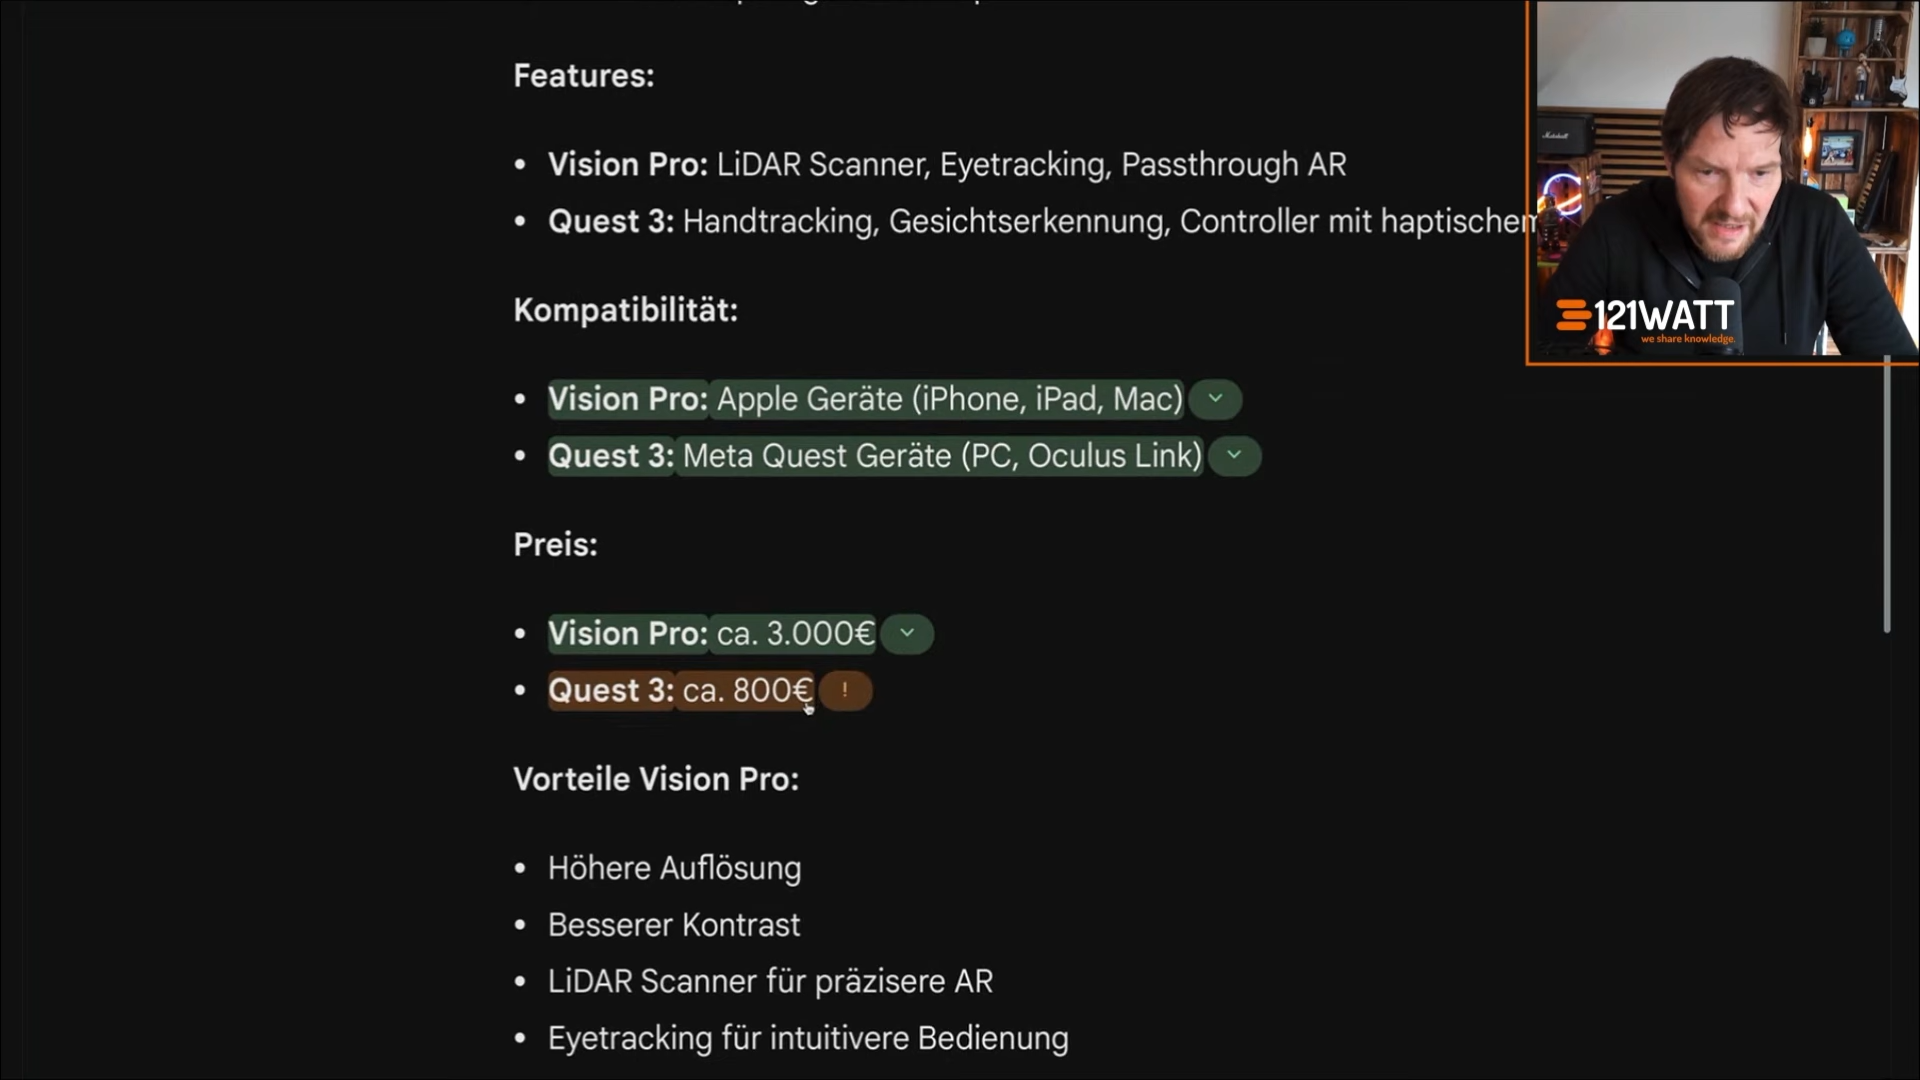 Features:
• Vision Pro: LiDAR Scanner, Eyetracking, Passthrough AR
• Quest 3: Handtracking, Gesichtserkennung, Controller mit haptischem
Kompatibilität:
• Vision Pro: Apple Geräte (iPhone, iPad, Mac)
• Quest 3: Meta Quest Geräte (PC, Oculus Link)
Preis:
• Vision Pro: ca. 3.000€
• Quest 3: ca. 800€ !
Vorteile Vision Pro:
• Höhere Auflösung
• Besserer Kontrast
• LiDAR Scanner für präzisere AR
• Eyetracking für intuitivere Bedienung
Marshall
121WATT
we share knowledge.